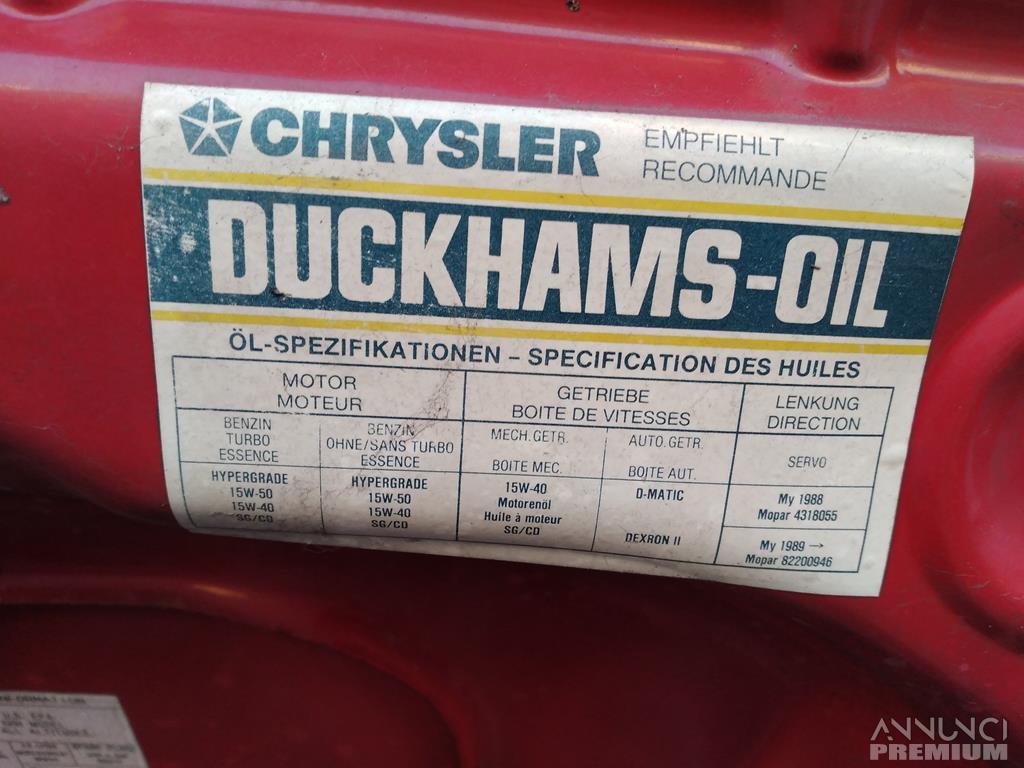 CHRYSLER
EMPFIEHLT
RECOMMANDE
DUCKHAMS-OIL
ÖL-SPEZIFIKATIONEN – SPECIFICATION DES HUILES
MOTOR
MOTEUR
GETRIEBE
BOITE DE VITESSES
LENKUNG
DIRECTION
BENZIN
TURBO
ESSENCE
BENZIN
OHNE/SANS TURBO
ESSENCE
MECH.GETR.
BOITE MEC.
AUTO.GETR.
BOITE AUT.
SERVO
HYPERGRADE
15W-50
15W-40
SG/CD
HYPERGRADE
15W-50
15W-40
SG/CD
15W-40
Motorenöl
Huile à moteur
SG/CD
D-MATIC
DEXRON II
My 1988
Mopar 4318055
My 1989 →
Mopar 82200946
U.S. EPA
MODEL
ALL
ANNUNCI
PREMIUM